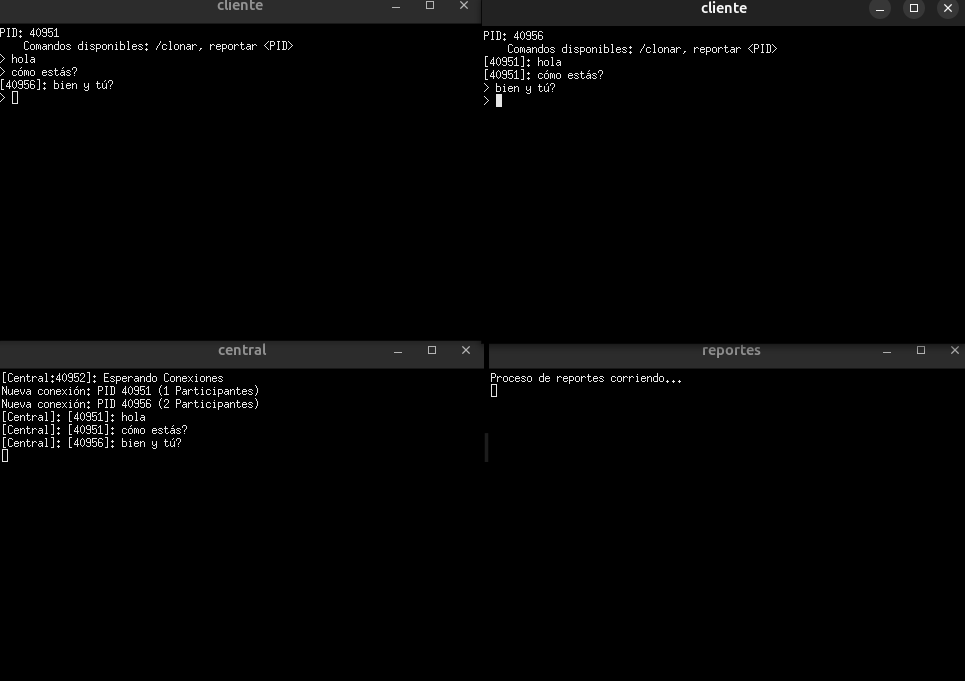 cliente
PID: 40951
Comandos disponibles: /clonar, reportar <PID>
> hola
> cómo estás?
[40956]: bien y tú?
>
cliente
PID: 40956
Comandos disponibles: /clonar, reportar <PID>
[40951]: hola
[40951]: cómo estás?
> bien y tú?
>
central
[Central:40952]: Esperando Conexiones
Nueva conexión: PID 40951 (1 Participantes)
Nueva conexión: PID 40956 (2 Participantes)
[Central]: [40951]: hola
[Central]: [40951]: cómo estás?
[Central]: [40956]: bien y tú?
reportes
Proceso de reportes corriendo...